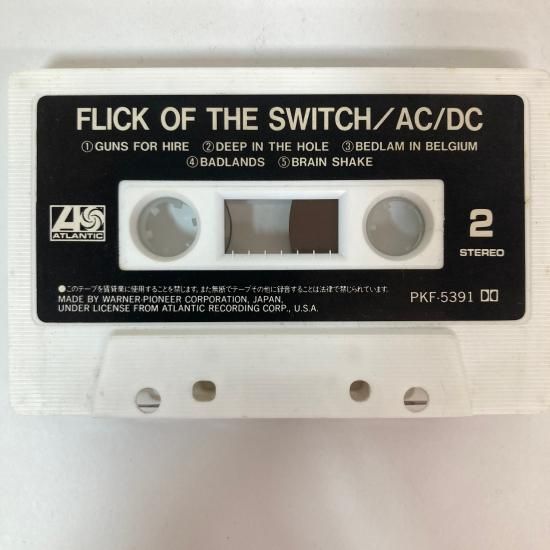 FLICK OF THE SWITCH/AC/DC
①GUNS FOR HIRE ②DEEP IN THE HOLE ③BEDLAM IN BELGIUM
④BADLANDS ⑤BRAIN SHAKE
ATLANTIC
2
STEREO
●このテープを賃貸業に使用することを禁じます。また無断でテープその他に録音することは法律で禁じられています。
MADE BY WARNER-PIONEER CORPORATION, JAPAN,
UNDER LICENSE FROM ATLANTIC RECORDING CORP., U.S.A.
PKF-5391